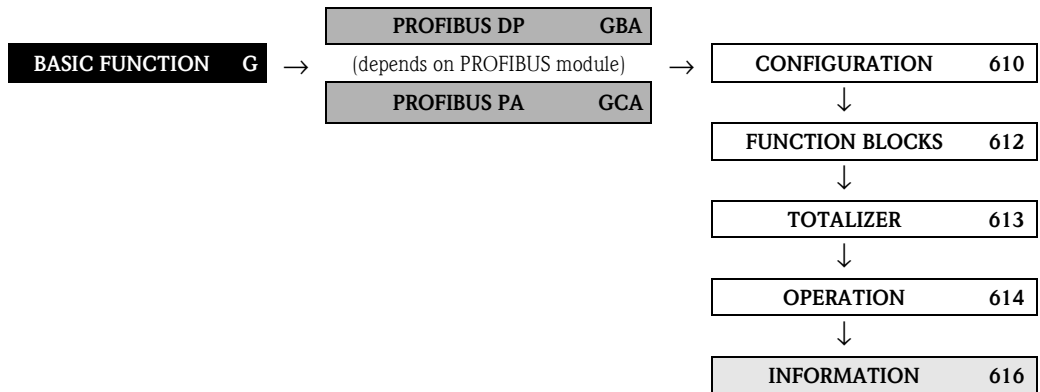 PROFIBUS DP GBA
BASIC FUNCTION G → (depends on PROFIBUS module) → CONFIGURATION 610
PROFIBUS PA GCA
↓
FUNCTION BLOCKS 612
↓
TOTALIZER 613
↓
OPERATION 614
↓
INFORMATION 616